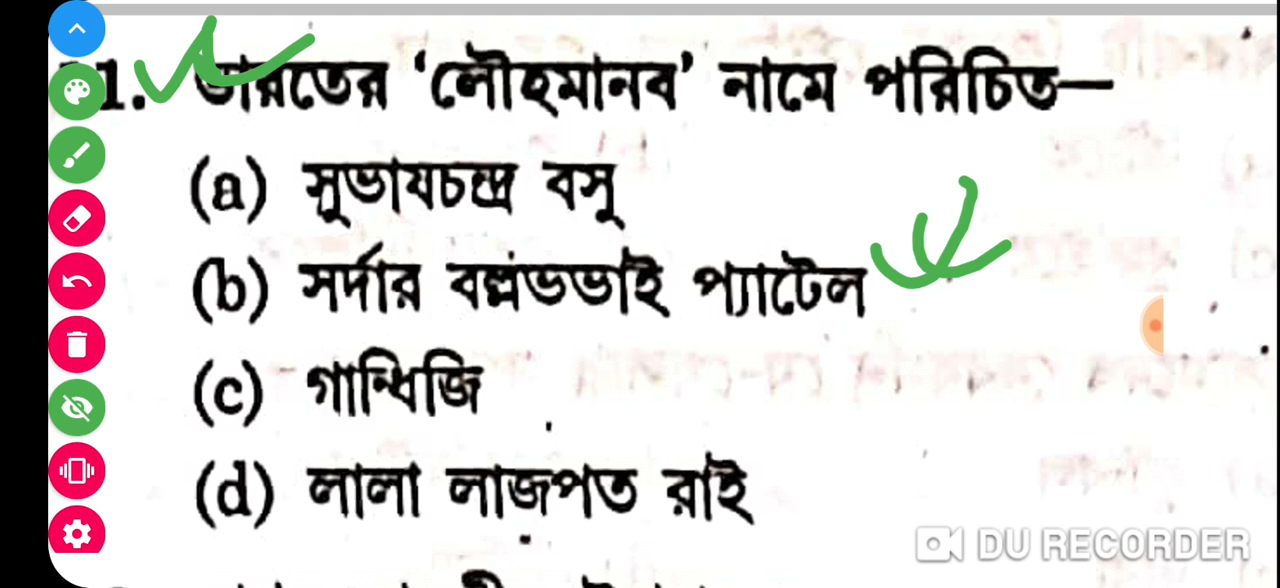 1. ভারতের ‘লৌহমানব’ নামে পরিচিত—
(a) সুভাষচন্দ্র বসু
(b) সর্দার বল্লভভাই প্যাটেল
(c) গান্ধিজি
(d) লালা লাজপত রাই
DU RECORDER